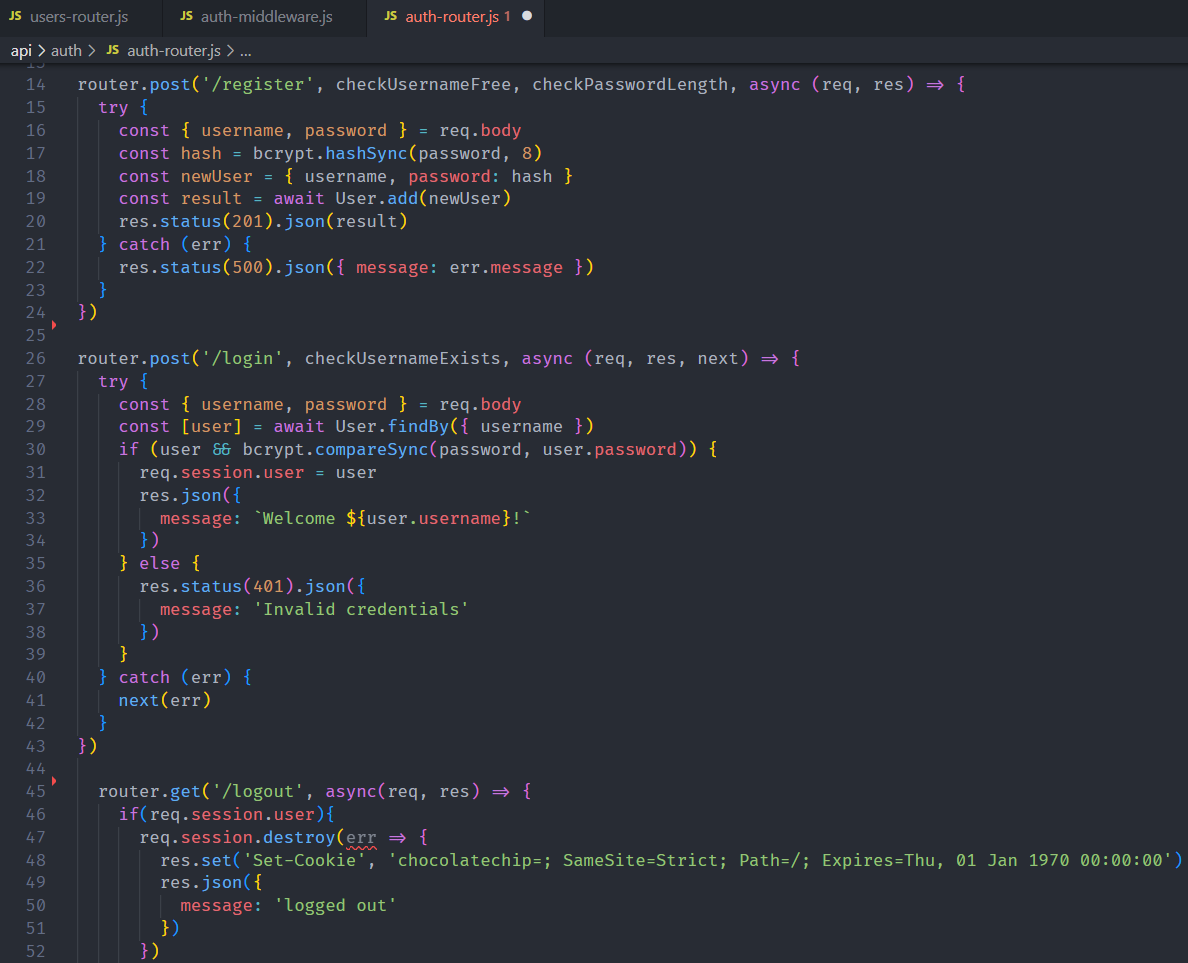 JS users-router.js JS auth-middleware.js JS auth-router.js 1
api > auth > JS auth-router.js > ...
13
14 router.post('/register', checkUsernameFree, checkPasswordLength, async (req, res) => {
15 try {
16 const { username, password } = req.body
17 const hash = bcrypt.hashSync(password, 8)
18 const newUser = { username, password: hash }
19 const result = await User.add(newUser)
20 res.status(201).json(result)
21 } catch (err) {
22 res.status(500).json({ message: err.message })
23 }
24 })
25
26 router.post('/login', checkUsernameExists, async (req, res, next) => {
27 try {
28 const { username, password } = req.body
29 const [user] = await User.findBy({ username })
30 if (user && bcrypt.compareSync(password, user.password)) {
31 req.session.user = user
32 res.json({
33 message: `Welcome ${user.username}!`
34 })
35 } else {
36 res.status(401).json({
37 message: 'Invalid credentials'
38 })
39 }
40 } catch (err) {
41 next(err)
42 }
43 })
44
45 router.get('/logout', async(req, res) => {
46 if(req.session.user){
47 req.session.destroy(err => {
48 res.set('Set-Cookie', 'chocolatechip=; SameSite=Strict; Path=/; Expires=Thu, 01 Jan 1970 00:00:00')
49 res.json({
50 message: 'logged out'
51 })
52 })